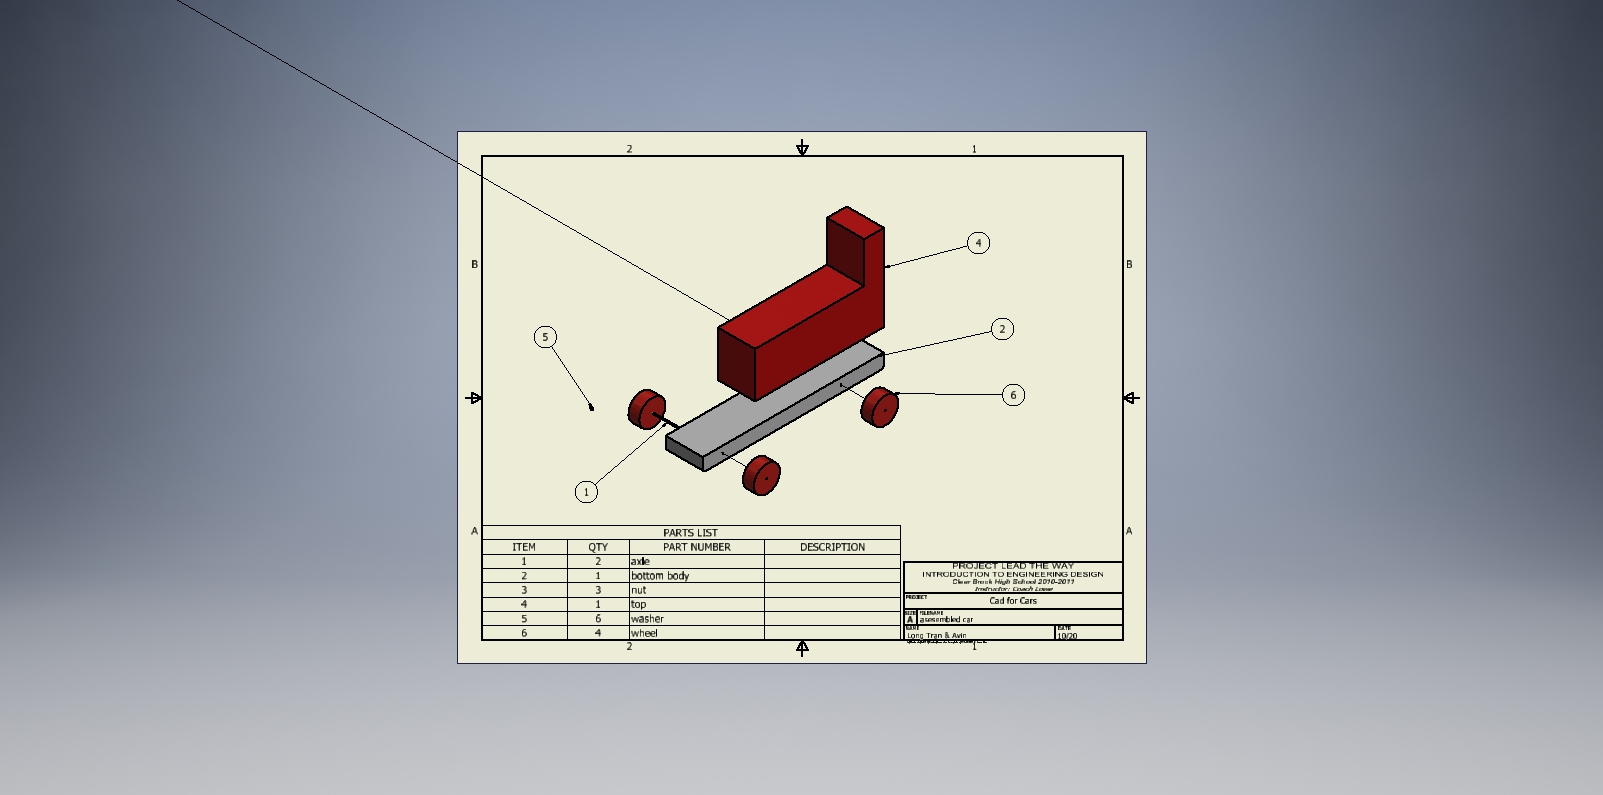 2 1
B B
4
5
2
6
1
A A
PARTS LIST
ITEM QTY PART NUMBER DESCRIPTION
1 2 axle
2 1 bottom body
3 3 nut
4 1 top
5 6 washer
6 4 wheel
PROJECT LEAD THE WAY
INTRODUCTION TO ENGINEERING DESIGN
Clear Brook High School 2010-2011
Instructor: Coach Lowe
PROJECT
Cad for Cars
SIZE FILENAME
A asesembled car
NAME DATE
Long Tran & Avin 10/20
2 1